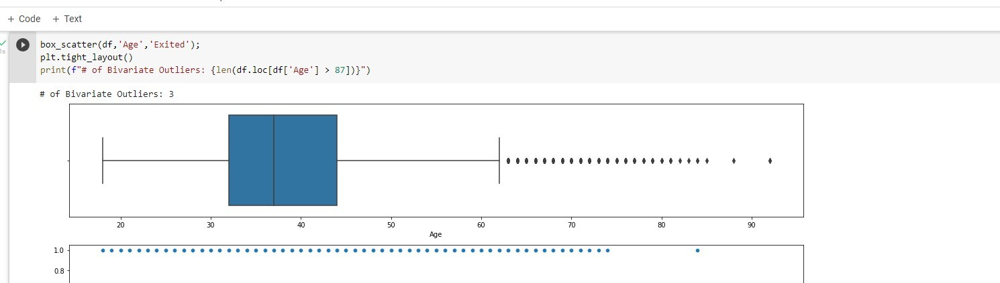 + Code + Text
1s
box_scatter(df,'Age','Exited');
plt.tight_layout()
print(f"# of Bivariate Outliers: {len(df.loc[df['Age'] > 87])}")
# of Bivariate Outliers: 3
20 30 40 50 60 70 80 90
Age
1.0
0.8